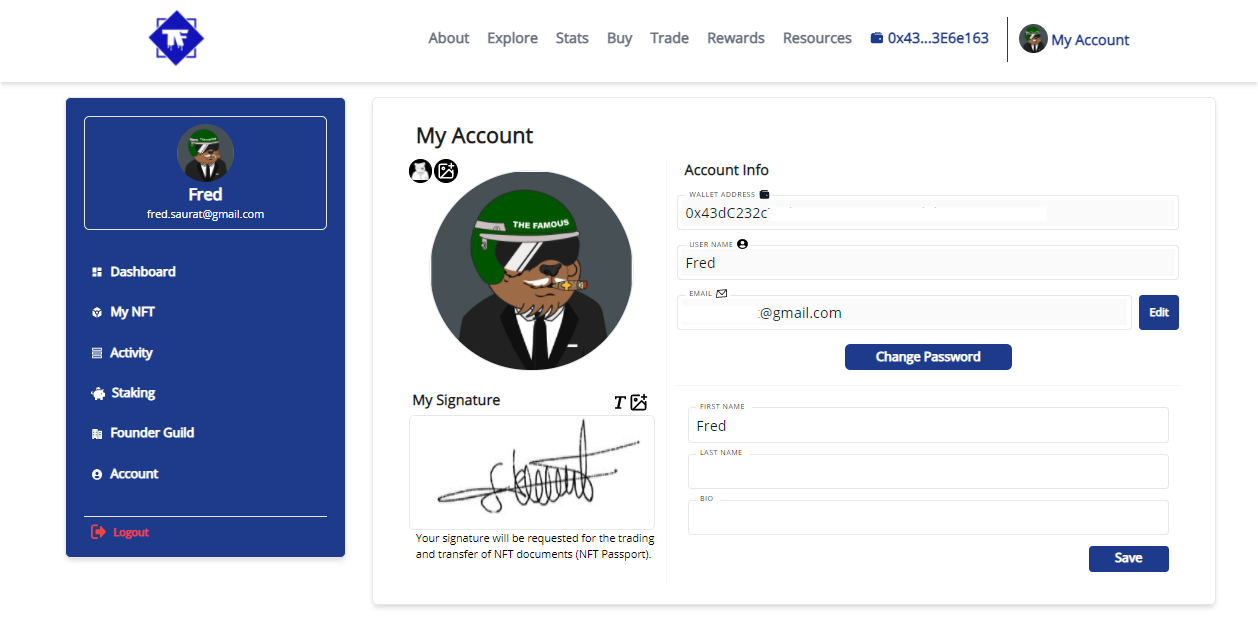 TF
About Explore Stats Buy Trade Rewards Resources 0x43...3E6e163 My Account
Fred
fred.saurat@gmail.com
Dashboard
My NFT
Activity
Staking
Founder Guild
Account
Logout
My Account
THE FAMOUS
My Signature
T
Your signature will be requested for the trading
and transfer of NFT documents (NFT Passport).
Account Info
WALLET ADDRESS
0x43dC232c
USER NAME
Fred
EMAIL
@gmail.com
Edit
Change Password
FIRST NAME
Fred
LAST NAME
BIO
Save